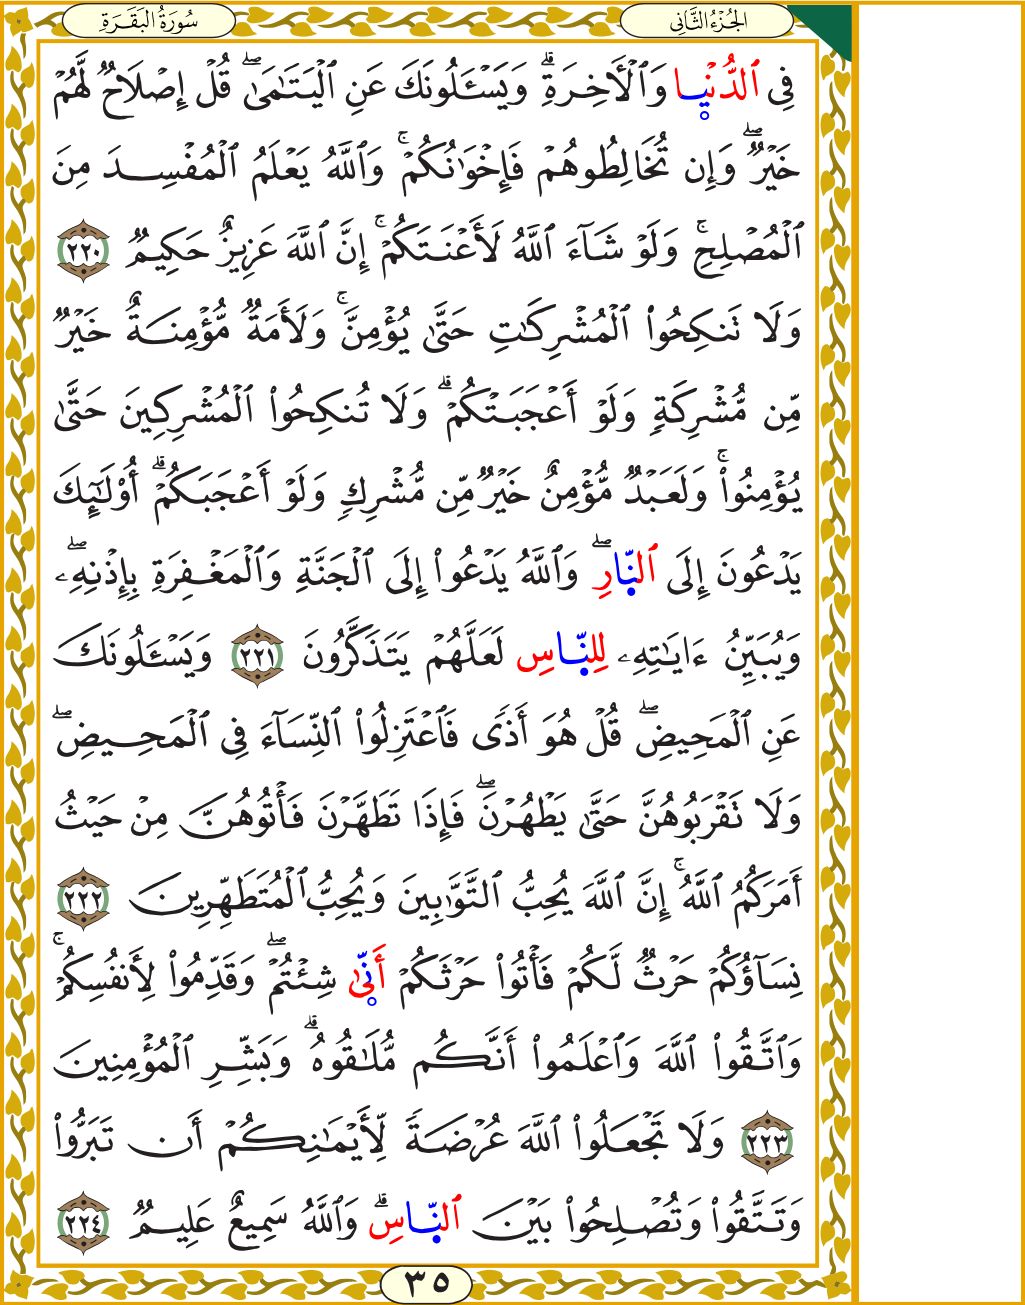 سُورَةُ البَقَرَةِ
الجُزْءُ الثَّانِى
فِى ٱلدُّنۡيَا وَٱلۡأَخِرَةِۗ وَيَسۡـَٔلُونَكَ عَنِ ٱلۡيَتَـٰمَىٰۖ قُلۡ إِصۡلَاحٌ لَّهُمۡ
خَيۡرٌۖ وَإِن تُخَالِطُوهُمۡ فَإِخۡوَٰنُكُمۡۚ وَٱللَّهُ يَعۡلَمُ ٱلۡمُفۡسِدَ مِنَ
ٱلۡمُصۡلِحِۚ وَلَوۡ شَآءَ ٱللَّهُ لَأَعۡنَتَكُمۡۚ إِنَّ ٱللَّهَ عَزِيزٌ حَكِيمٌ ٢٢٠
وَلَا تَنكِحُوا۟ ٱلۡمُشۡرِكَـٰتِ حَتَّىٰ يُؤۡمِنَّۚ وَلَأَمَةٌ مُّؤۡمِنَةٌ خَيۡرٌ
مِّن مُّشۡرِكَةٍ وَلَوۡ أَعۡجَبَتۡكُمۡۗ وَلَا تُنكِحُوا۟ ٱلۡمُشۡرِكِينَ حَتَّىٰ
يُؤۡمِنُوا۟ۚ وَلَعَبۡدٌ مُّؤۡمِنٌ خَيۡرٌ مِّن مُّشۡرِكٍ وَلَوۡ أَعۡجَبَكُمۡۗ أُو۟لَـٰٓئِكَ
يَدۡعُونَ إِلَى ٱلنَّارِۖ وَٱللَّهُ يَدۡعُوٓا۟ إِلَى ٱلۡجَنَّةِ وَٱلۡمَغۡفِرَةِ بِإِذۡنِهِۦۖ
وَيُبَيِّنُ ءَايَـٰتِهِۦ لِلنَّاسِ لَعَلَّهُمۡ يَتَذَكَّرُونَ ٢٢١ وَيَسۡـَٔلُونَكَ
عَنِ ٱلۡمَحِيضِۖ قُلۡ هُوَ أَذًى فَٱعۡتَزِلُوا۟ ٱلنِّسَآءَ فِى ٱلۡمَحِيضِۖ
وَلَا تَقۡرَبُوهُنَّ حَتَّىٰ يَطۡهُرۡنَۖ فَإِذَا تَطَهَّرۡنَ فَأۡتُوهُنَّ مِنۡ حَيۡثُ
أَمَرَكُمُ ٱللَّهُۚ إِنَّ ٱللَّهَ يُحِبُّ ٱلتَّوَّٰبِينَ وَيُحِبُّ ٱلۡمُتَطَهِّرِينَ ٢٢٢
نِسَآؤُكُمۡ حَرۡثٌ لَّكُمۡ فَأۡتُوا۟ حَرۡثَكُمۡ أَنَّىٰ شِئۡتُمۡۖ وَقَدِّمُوا۟ لِأَنفُسِكُمۡۚ
وَٱتَّقُوا۟ ٱللَّهَ وَٱعۡلَمُوٓا۟ أَنَّكُم مُّلَـٰقُوهُۗ وَبَشِّرِ ٱلۡمُؤۡمِنِينَ
٢٢٣ وَلَا تَجۡعَلُوا۟ ٱللَّهَ عُرۡضَةً لِّأَيۡمَـٰنِكُمۡ أَن تَبَرُّوا۟
وَتَتَّقُوا۟ وَتُصۡلِحُوا۟ بَيۡنَ ٱلنَّاسِۗ وَٱللَّهُ سَمِيعٌ عَلِيمٌ ٢٢٤
٣٥